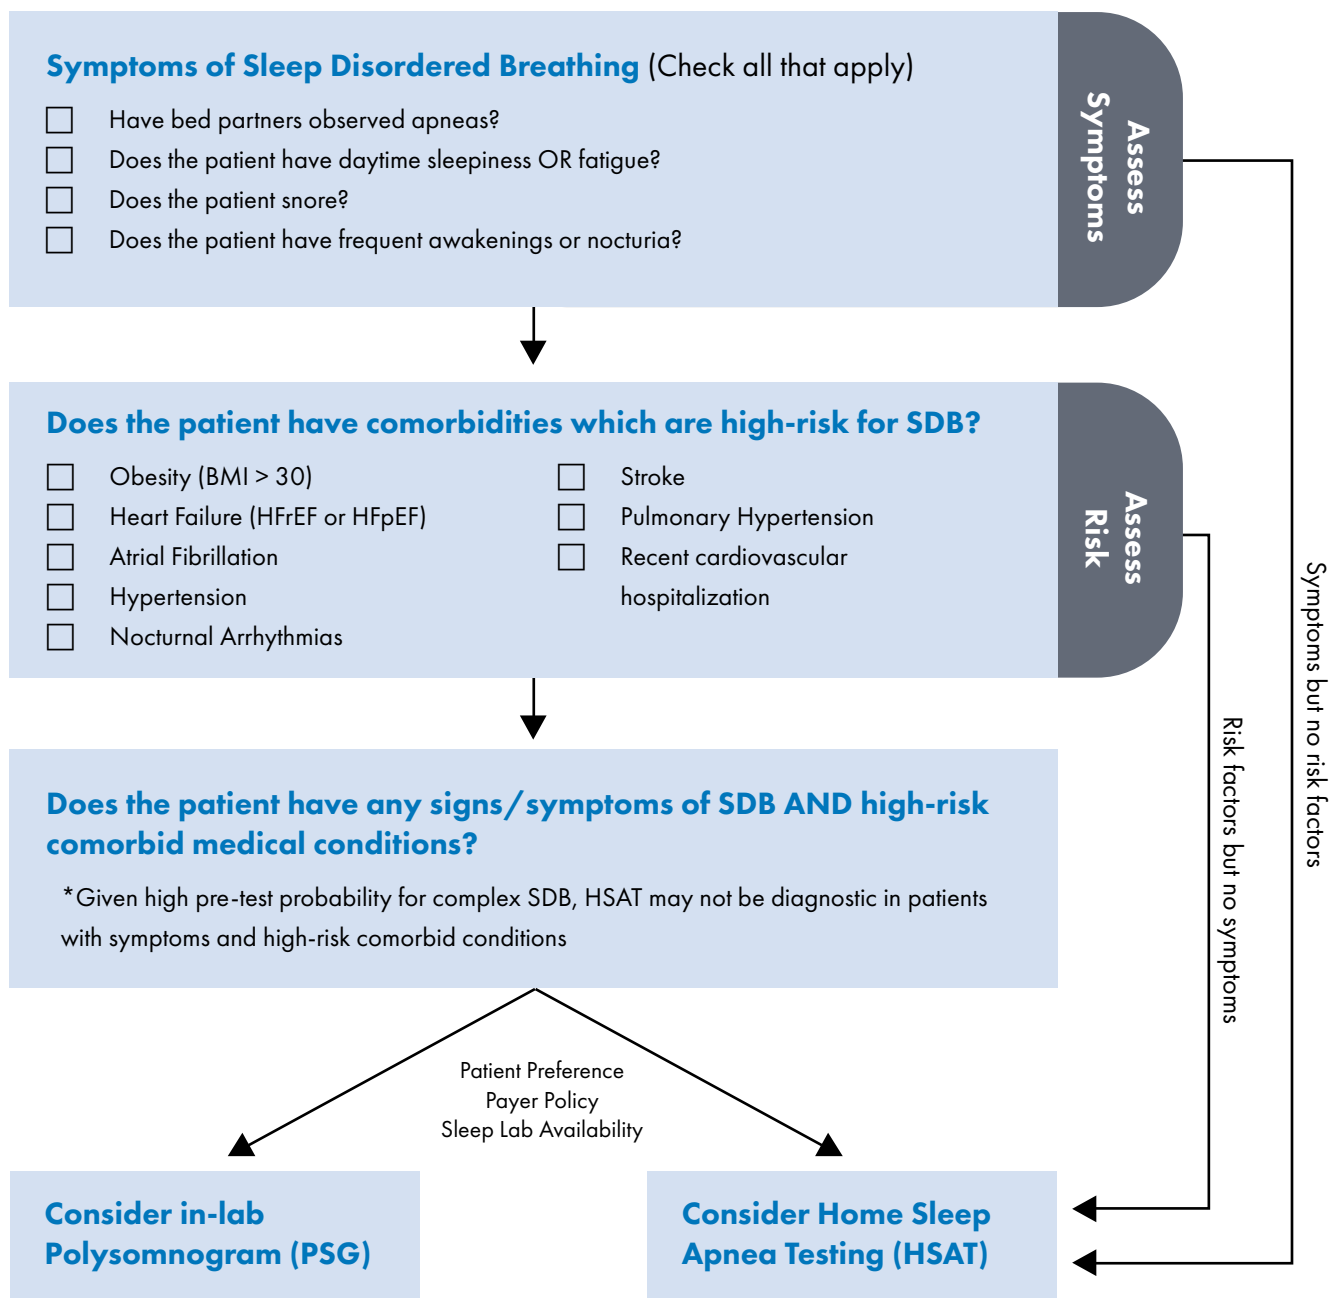 Symptoms of Sleep Disordered Breathing (Check all that apply)
Have bed partners observed apneas?
Does the patient have daytime sleepiness OR fatigue?
Does the patient snore?
Does the patient have frequent awakenings or nocturia?
Assess
Symptoms
Does the patient have comorbidities which are high-risk for SDB?
Obesity (BMI > 30)
Heart Failure (HFrEF or HFpEF)
Atrial Fibrillation
Hypertension
Nocturnal Arrhythmias
Stroke
Pulmonary Hypertension
Recent cardiovascular
hospitalization
Assess
Risk
Symptoms but no risk factors
Risk factors but no symptoms
Does the patient have any signs/symptoms of SDB AND high-risk
comorbid medical conditions?
*Given high pre-test probability for complex SDB, HSAT may not be diagnostic in patients
with symptoms and high-risk comorbid conditions
Patient Preference
Payer Policy
Sleep Lab Availability
Consider in-lab
Polysomnogram (PSG)
Consider Home Sleep
Apnea Testing (HSAT)